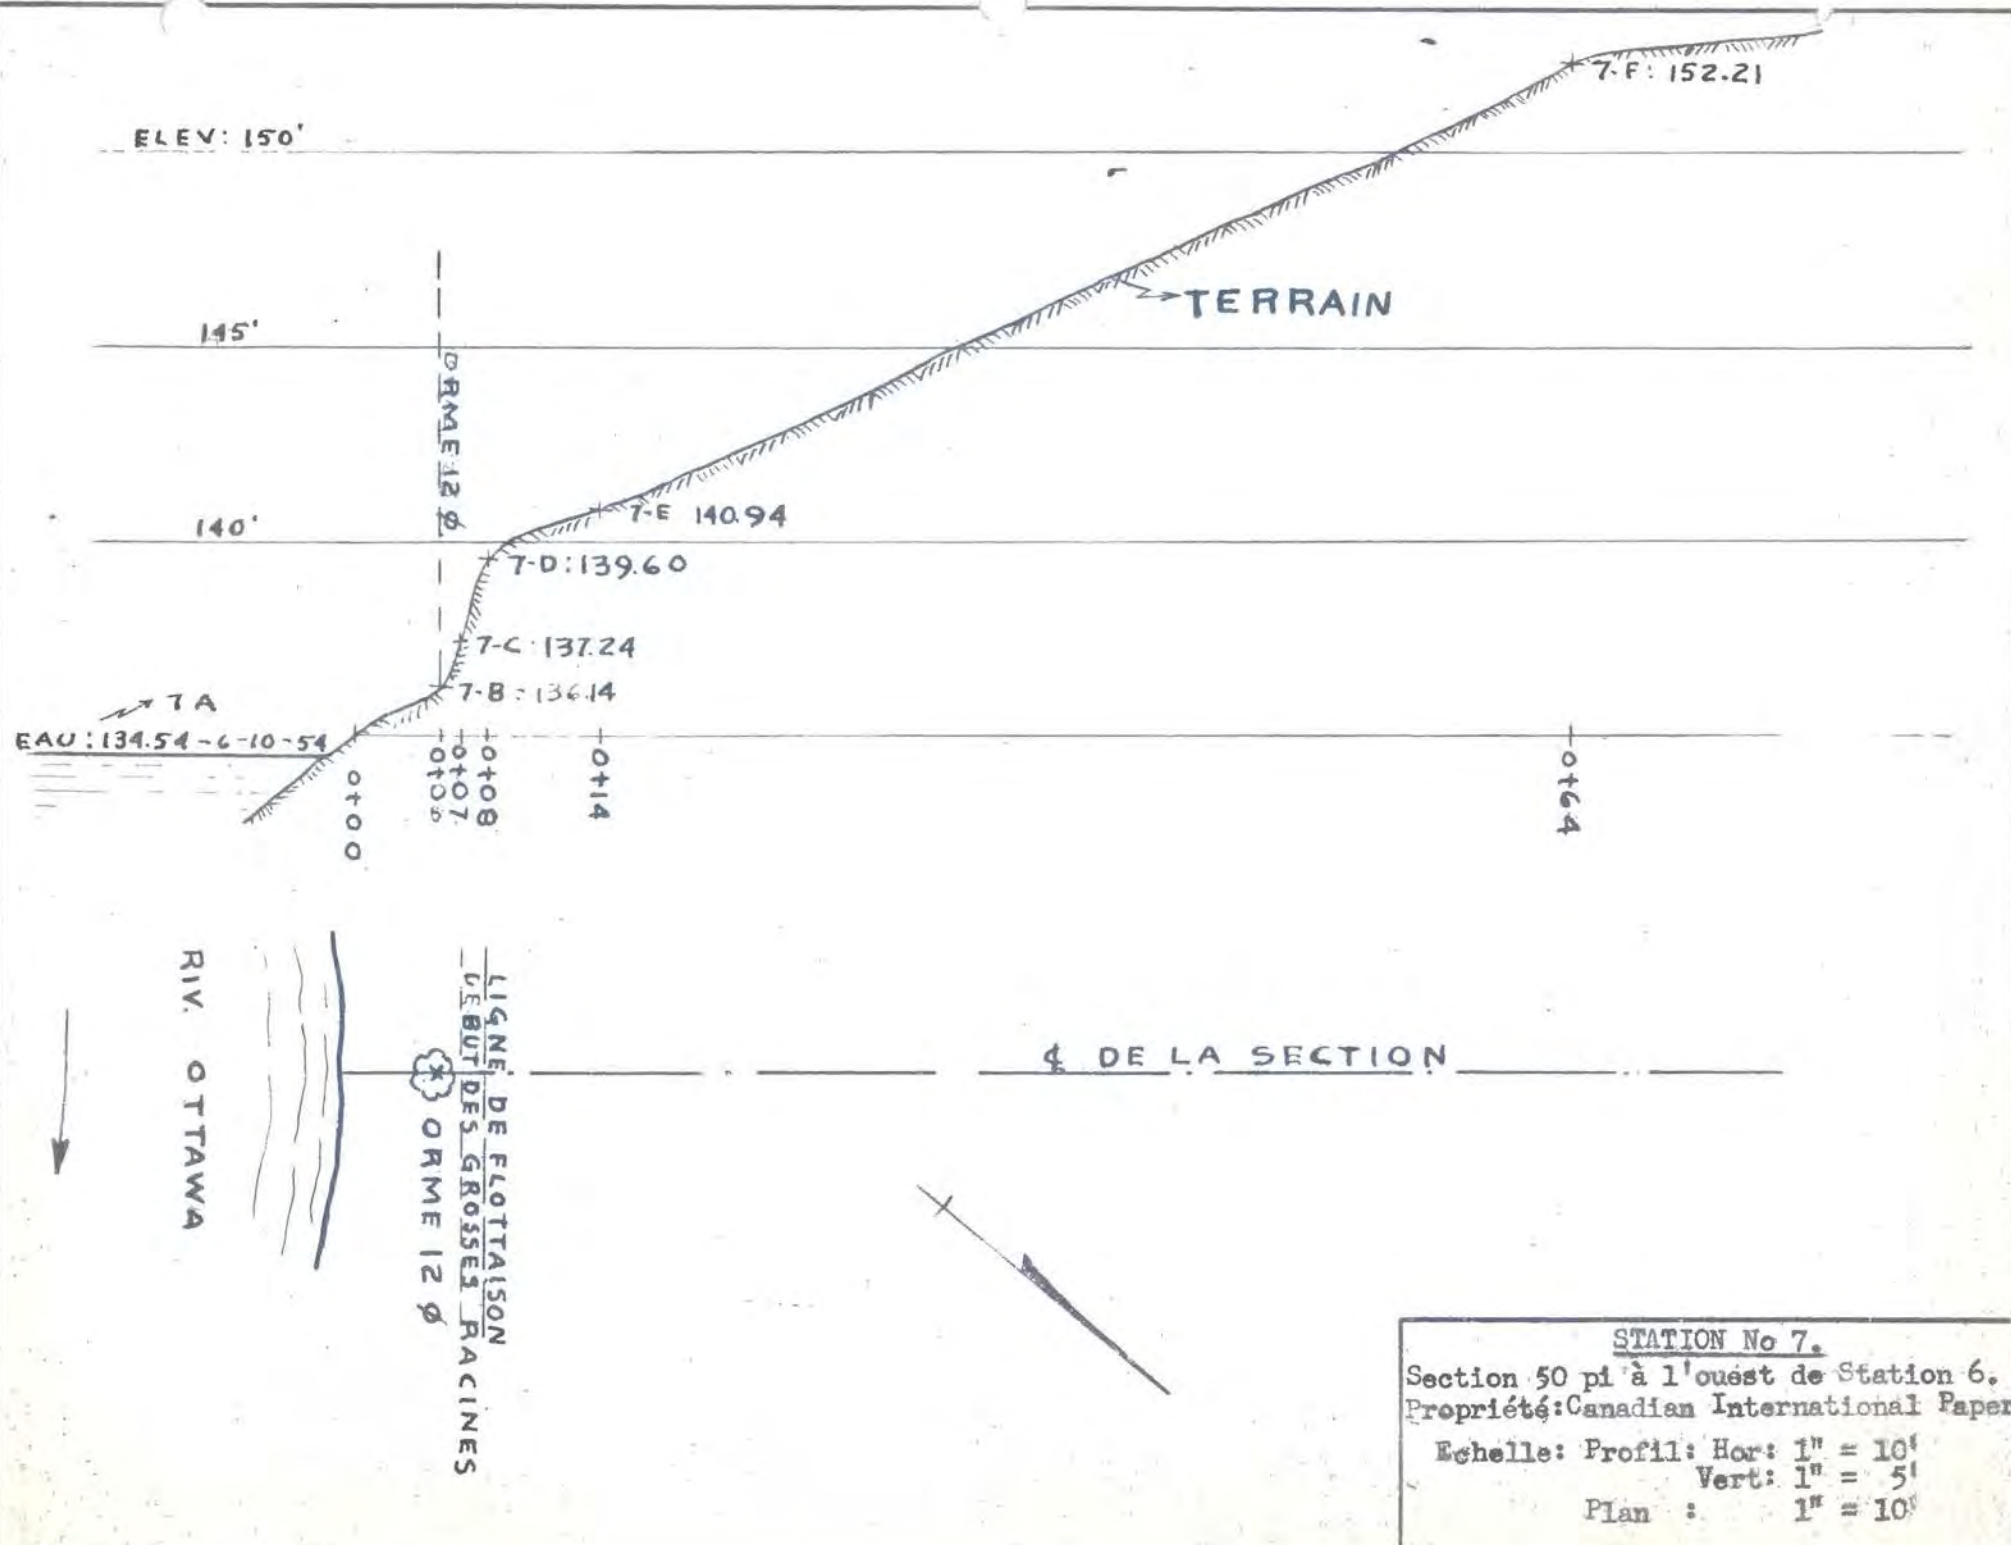 7-F: 152.21
ELEV: 150'
TERRAIN
145'
ORME 12 Ø
7-E 140.94
140'
7-D: 139.60
7-C: 137.24
7-B: 136.14
7A
EAU: 134.54-6-10-54
0+00
0+06
0+07
0+08
0+14
0+64
RIV. OTTAWA
ORME 12 Ø
DEBUT DES GROSSES RACINES
LIGNE DE FLOTTAISON
℄ DE LA SECTION
STATION No 7.
Section 50 pi à l'ouest de Station 6.
Propriété:Canadian International Paper
Echelle: Profil: Hor: 1" = 10'
Vert: 1" = 5'
Plan : 1" = 10'